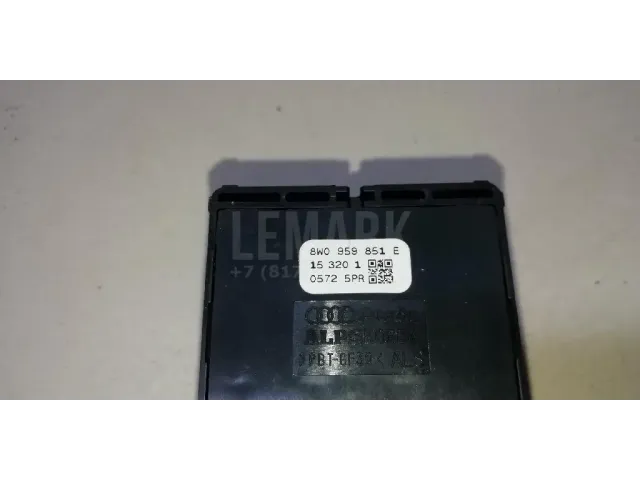 LEMARK
+7 (817
8W0 959 851 E
15 320 1
0572 5PR
ALPS